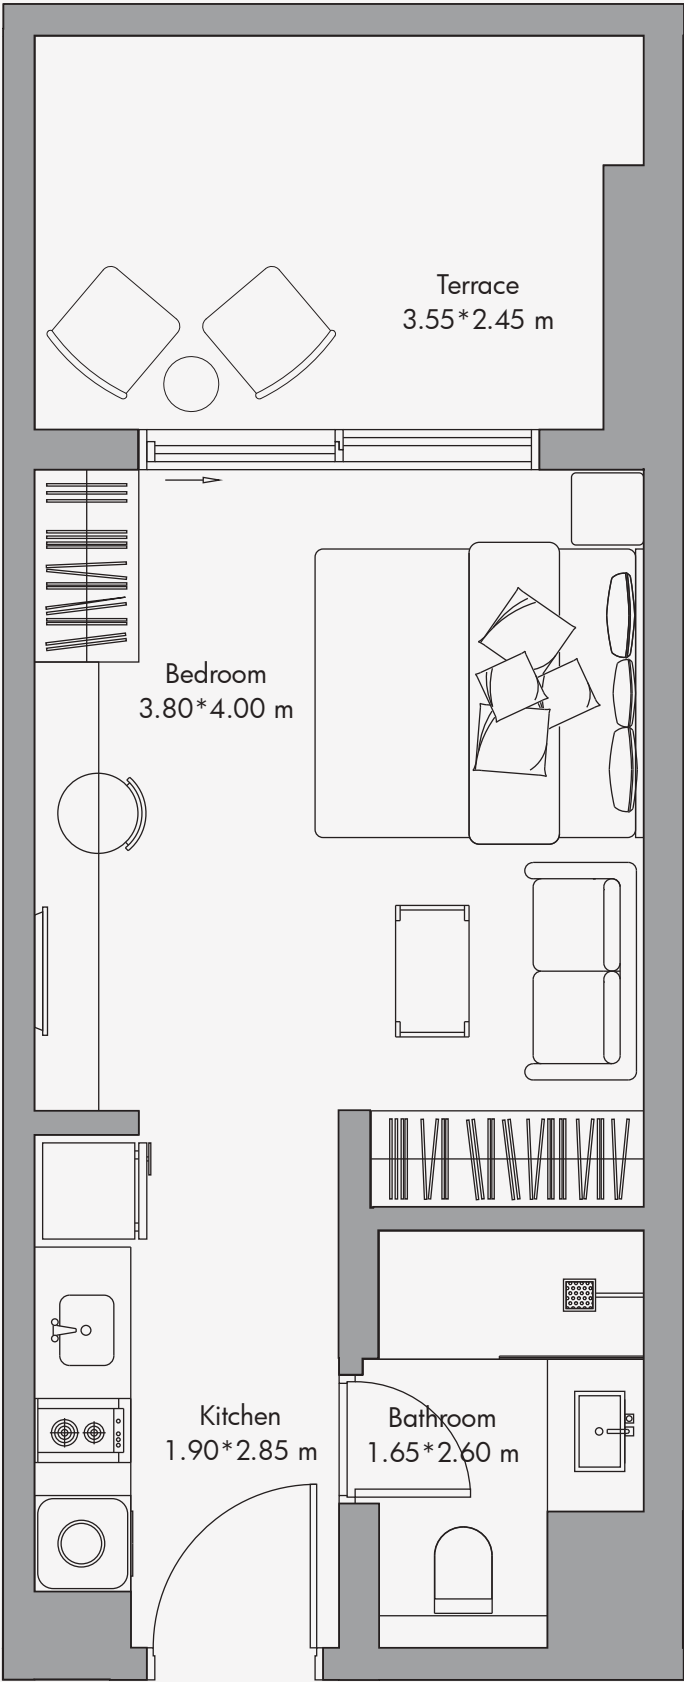 Terrace
3.55*2.45 m
Bedroom
3.80*4.00 m
Kitchen
1.90*2.85 m
Bathroom
1.65*2.60 m